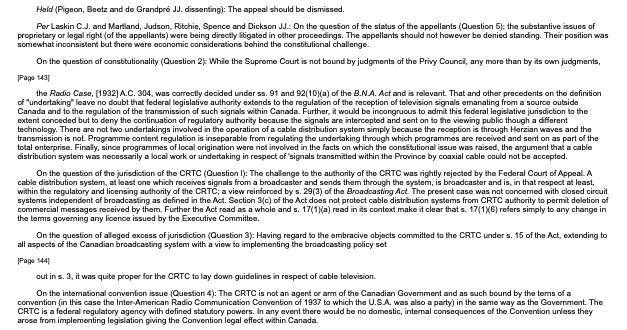 Held (Pigeon, Beetz and de Grandpré JJ. dissenting): The appeal should be dismissed.
Per Laskin C.J. and Martland, Judson, Ritchie, Spence and Dickson JJ.: On the question of the status of the appellants (Question 5); the substantive issues of
proprietary or legal right (of the appellants) were being directly litigated in other proceedings. The appellants should not however be denied standing. Their position was
somewhat inconsistent but there were economic considerations behind the constitutional challenge.
On the question of constitutionality (Question 2): While the Supreme Court is not bound by judgments of the Privy Council, any more than by its own judgments,
[Page 143]
the Radio Case, [1932] A.C. 304, was correctly decided under ss. 91 and 92(10)(a) of the B.N.A. Act and is relevant. That and other precedents on the definition
of "undertaking" leave no doubt that federal legislative authority extends to the regulation of the reception of television signals emanating from a source outside
Canada and to the regulation of the transmission of such signals within Canada. Further, it would be incongruous to admit this federal legislative jurisdiction to the
extent conceded but to deny the continuation of regulatory authority because the signals are intercepted and sent on to the viewing public though a different
technology. There are not two undertakings involved in the operation of a cable distribution system simply because the reception is through Herzian waves and the
transmission is not. Programme content regulation is inseparable from regulating the undertaking through which programmes are received and sent on as part of the
total enterprise. Finally, since programmes of local origination were not involved in the facts on which the constitutional issue was raised, the argument that a cable
distribution system was necessarily a local work or undertaking in respect of 'signals transmitted within the Province by coaxial cable could not be accepted.
On the question of the jurisdiction of the CRTC (Question I): The challenge to the authority of the CRTC was rightly rejected by the Federal Court of Appeal. A
cable distribution system, at least one which receives signals from a broadcaster and sends them through the system, is broadcaster and is, in that respect at least,
within the regulatory and licensing authority of the CRTC; a view reinforced by s. 29(3) of the Broadcasting Act. The present case was not concerned with closed circuit
systems independent of broadcasting as defined in the Act. Section 3(c) of the Act does not protect cable distribution systems from CRTC authority to permit deletion of
commercial messages received by them. Further the Act read as a whole and s. 17(1)(a) read in its context make it clear that s. 17(1)(6) refers simply to any change in
the terms governing any licence issued by the Executive Committee.
On the question of alleged excess of jurisdiction (Question 3): Having regard to the embracive objects committed to the CRTC under s. 15 of the Act, extending to
all aspects of the Canadian broadcasting system with a view to implementing the broadcasting policy set
[Page 144]
out in s. 3, it was quite proper for the CRTC to lay down guidelines in respect of cable television.
On the international convention issue (Question 4): The CRTC is not an agent or arm of the Canadian Government and as such bound by the tems of a
convention (in this case the Inter-American Radio Communication Convention of 1937 to which the U.S.A. was also a party) in the same way as the Government. The
CRTC is a federal regulatory agency with defined statutory powers. In any event there would be no domestic, internal consequences of the Convention unless they
arose from implementing legislation giving the Convention legal effect within Canada.